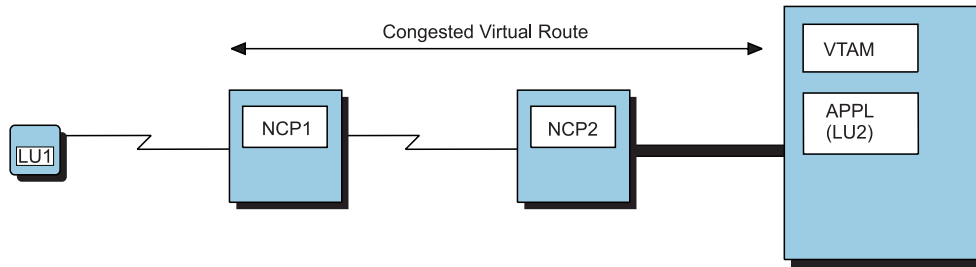 Congested Virtual Route
VTAM
NCP1
NCP2
APPL
(LU2)
LU1